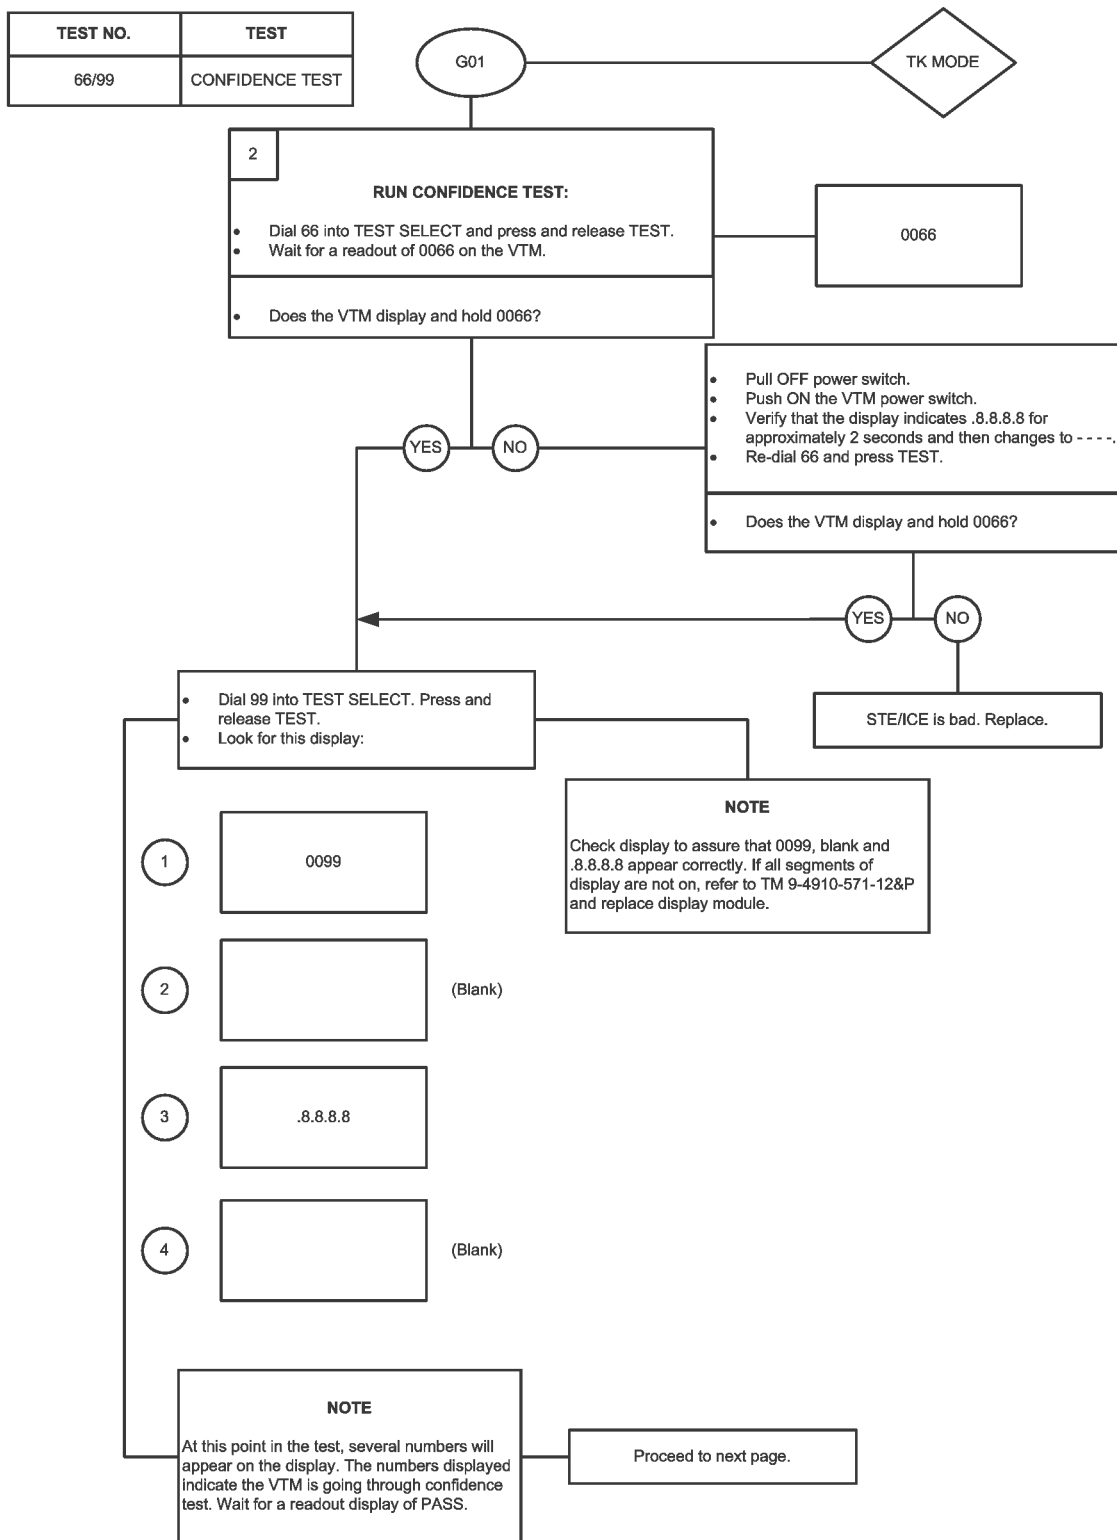 TEST NO. TEST
66/99 CONFIDENCE TEST
G01
TK MODE
2
RUN CONFIDENCE TEST:
• Dial 66 into TEST SELECT and press and release TEST.
• Wait for a readout of 0066 on the VTM.
0066
• Does the VTM display and hold 0066?
• Pull OFF power switch.
• Push ON the VTM power switch.
• Verify that the display indicates .8.8.8.8 for
approximately 2 seconds and then changes to - - - -.
• Re-dial 66 and press TEST.
YES
NO
• Does the VTM display and hold 0066?
YES
NO
• Dial 99 into TEST SELECT. Press and
release TEST.
• Look for this display:
STE/ICE is bad. Replace.
NOTE
Check display to assure that 0099, blank and
.8.8.8.8 appear correctly. If all segments of
display are not on, refer to TM 9-4910-571-12&P
and replace display module.
1
0099
2
(Blank)
3
.8.8.8.8
4
(Blank)
NOTE
At this point in the test, several numbers will
appear on the display. The numbers displayed
indicate the VTM is going through confidence
test. Wait for a readout display of PASS.
Proceed to next page.